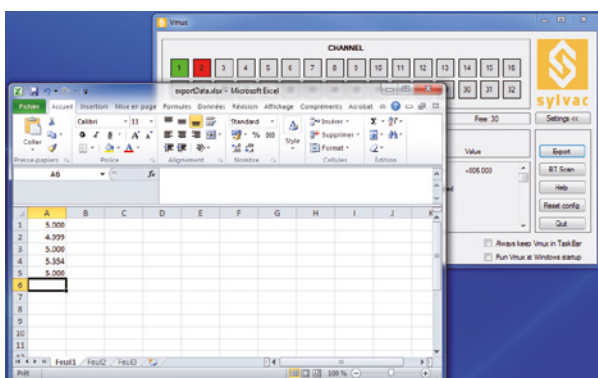 Vmux
CHANNEL
1 2 3 4 5 6 7 8 9 10 11 12 13 14 15 16
30 31 32
sylvac
Free: 30
Settings <<
Value
+005.000
Export
BT Scan
Help
Reset config
Quit
Always keep Vmux in TaskBar
Run Vmux at Windows startup
exportData.xlsx - Microsoft Excel
Fichier Accueil Insertion Mise en page Formules Données Révision Affichage Compléments Acrobat
Calibri 11 Standard Insérer
Coller G I S Style Supprimer
Format
Presse-papiers Police Alignement Nombre Cellules Édition
A6 fx
A B C D E F G H I J K
1 5.000
2 4.999
3 5.000
4 5.354
5 5.000
6
7
8
9
10
11
Feuil1 Feuil2 Feuil3
Prêt 100 %